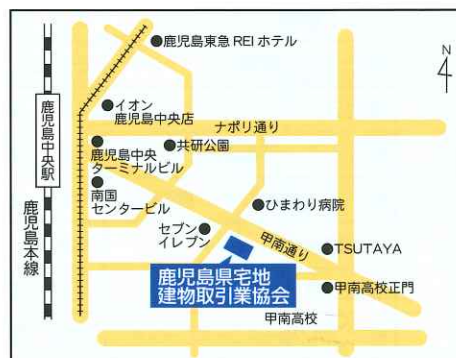 鹿児島東急REIホテル
N
イオン
鹿児島中央店
ナポリ通り
鹿児島中央駅
鹿児島中央
ターミナルビル
共研公園
南国
センタービル
ひまわり病院
鹿児島本線
セブン
イレブン
甲南通り
TSUTAYA
鹿児島県宅地
建物取引業協会
甲南高校正門
甲南高校